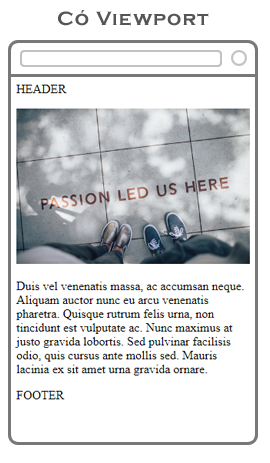 Có Viewport
HEADER
PASSION LED US HERE
Duis vel venenatis massa, ac accumsan neque.
Aliquam auctor nunc eu arcu venenatis
pharetra. Quisque rutrum felis urna, non
tincidunt est vulputate ac. Nunc maximus at
justo gravida lobortis. Sed pulvinar facilisis
odio, quis cursus ante mollis sed. Mauris
lacinia ex sit amet urna gravida ornare.
FOOTER